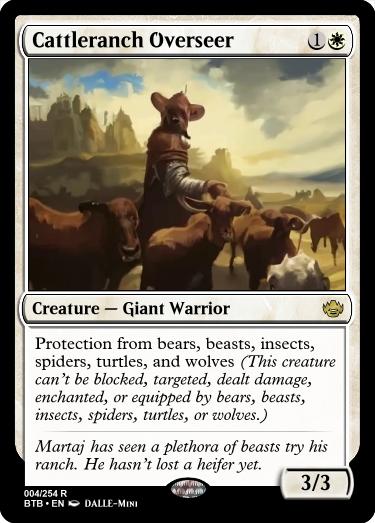 Cattleranch Overseer 1
Creature — Giant Warrior
Protection from bears, beasts, insects,
spiders, turtles, and wolves (This creature
can't be blocked, targeted, dealt damage,
enchanted, or equipped by bears, beasts,
insects, spiders, turtles, or wolves.)
Martaj has seen a plethora of beasts try his
ranch. He hasn't lost a heifer yet.
3/3
004/254 R
BTB • EN DALLE-Mini